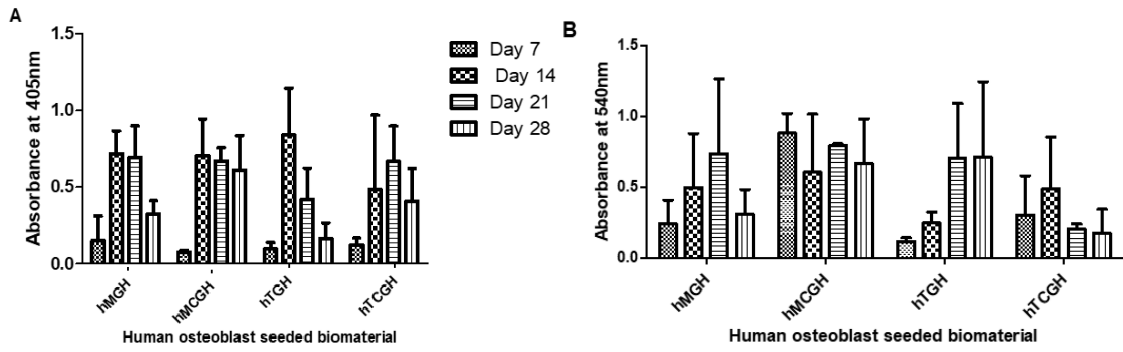 A
1.5
1.0
0.5
0.0
Absorbance at 405nm
hMGH
hMCGH
hTGH
hTCGH
Human osteoblast seeded biomaterial
Day 7
Day 14
Day 21
Day 28
B
1.5
1.0
0.5
0.0
Absorbance at 540nm
hMGH
hMCGH
hTGH
hTCGH
Human osteoblast seeded biomaterial